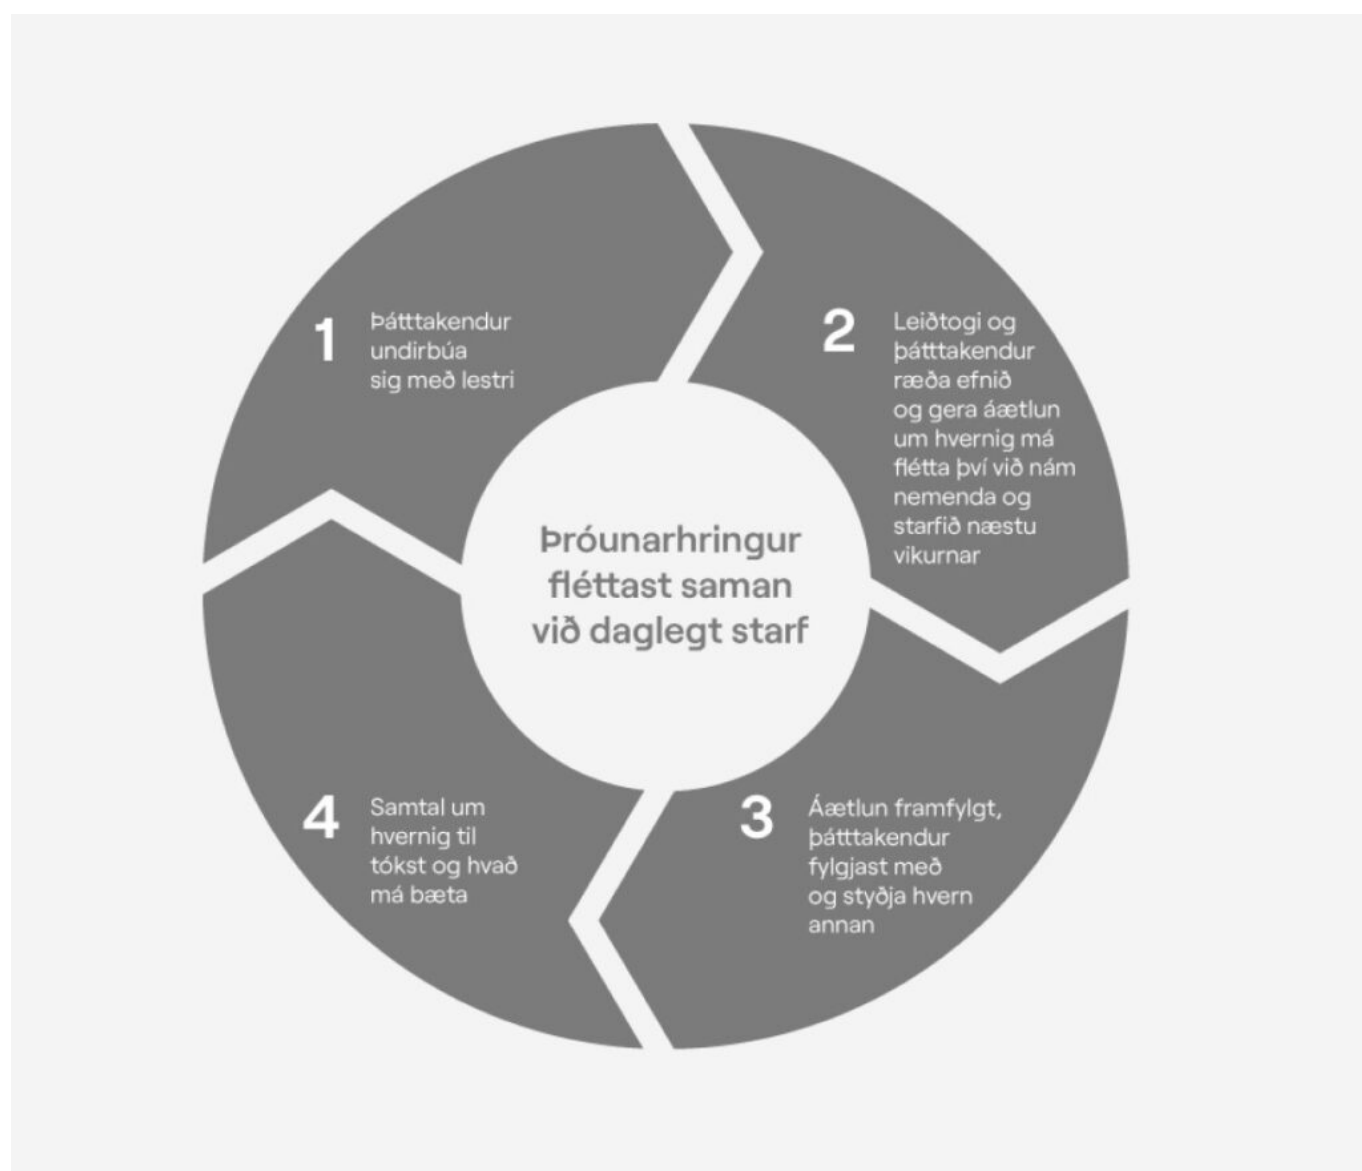 1
Þátttakendur
undirbúa
sig með lestri
2
Leiðtogi og
þátttakendur
ræða efnið
og gera áætlun
um hvernig má
flétta því við nám
nemenda og
starfið næstu
vikurnar
Þróunarhringur
fléttast saman
við daglegt starf
3
Áætlun framfylgt,
þátttakendur
fylgjast með
og styðja hvern
annan
4
Samtal um
hvernig til
tókst og hvað
má bæta